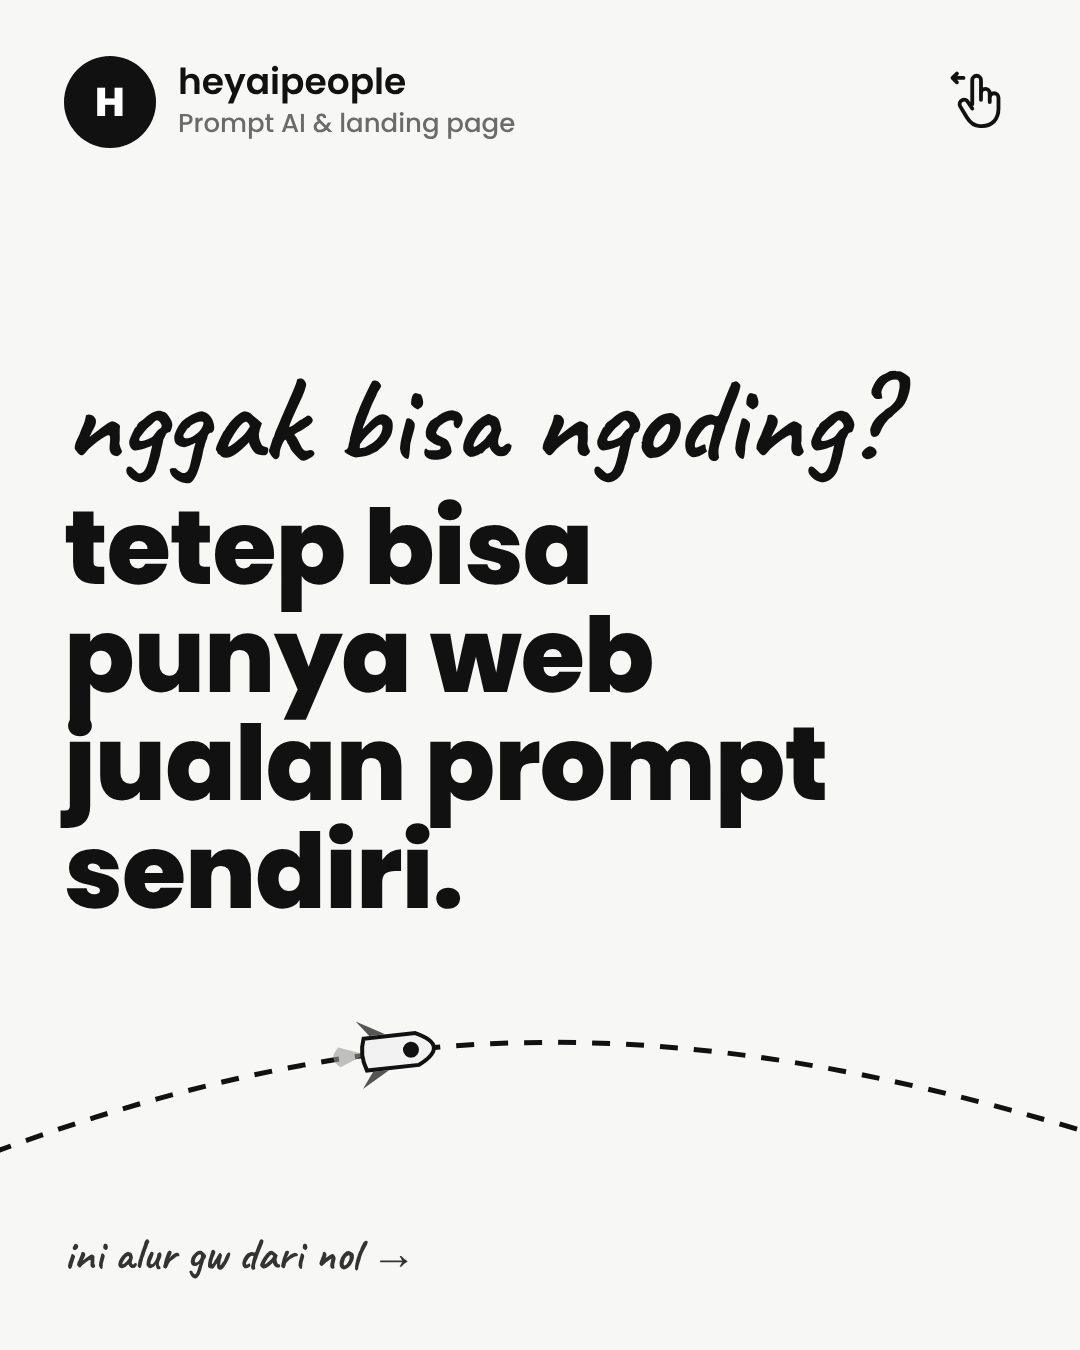 H
heyaipeople
Prompt AI & landing page
nggak bisa ngoding?
tetep bisa
punya web
jualan prompt
sendiri.
ini alur gw dari nol →